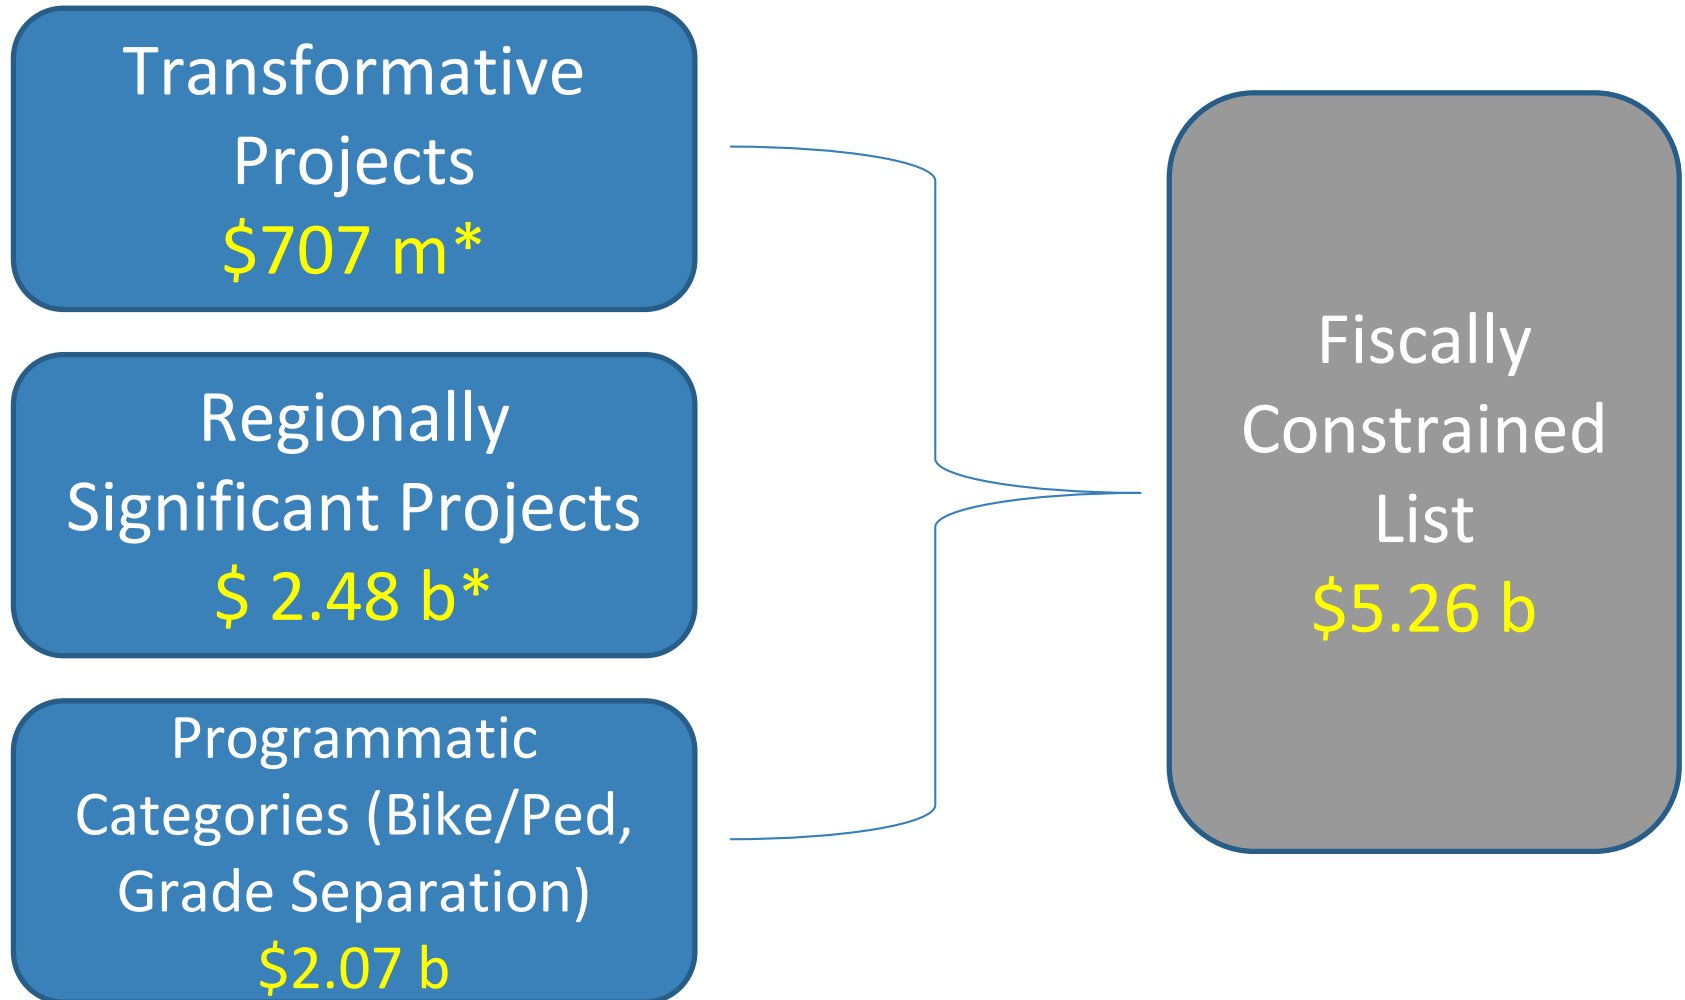 Transformative
Projects
$707 m*
Regionally
Significant Projects
$ 2.48 b*
Programmatic
Categories (Bike/Ped,
Grade Separation)
$2.07 b
Fiscally
Constrained
List
$5.26 b